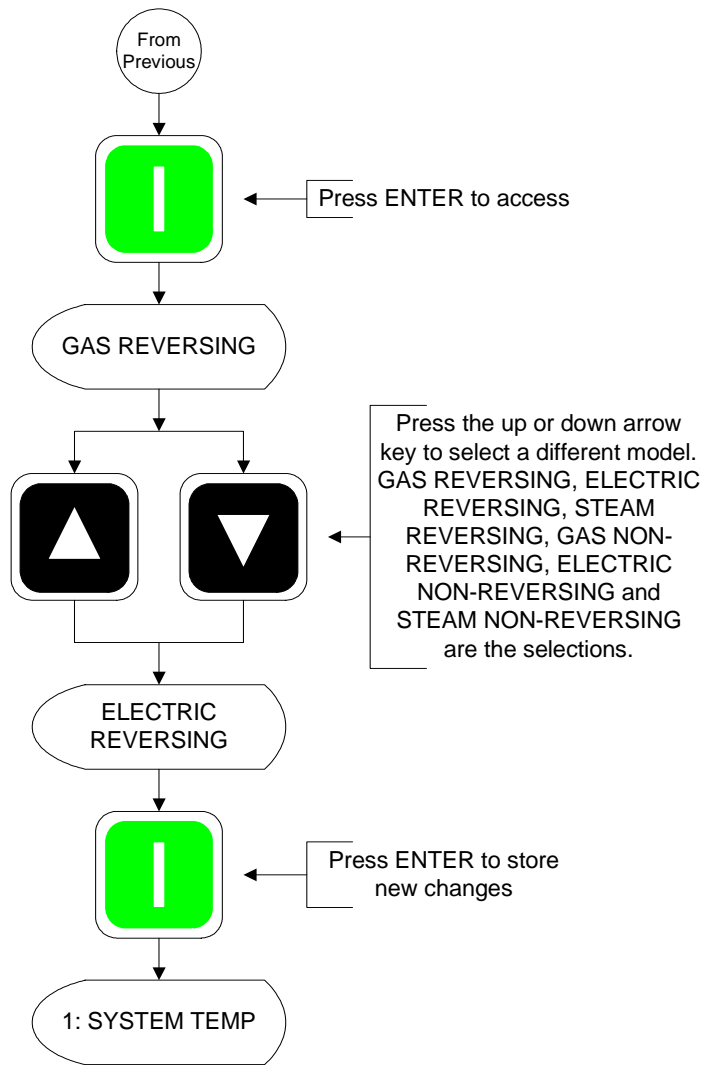 From
Previous
Press ENTER to access
GAS REVERSING
Press the up or down arrow
key to select a different model.
GAS REVERSING, ELECTRIC
REVERSING, STEAM
REVERSING, GAS NON-
REVERSING, ELECTRIC
NON-REVERSING and
STEAM NON-REVERSING
are the selections.
ELECTRIC
REVERSING
Press ENTER to store
new changes
1: SYSTEM TEMP